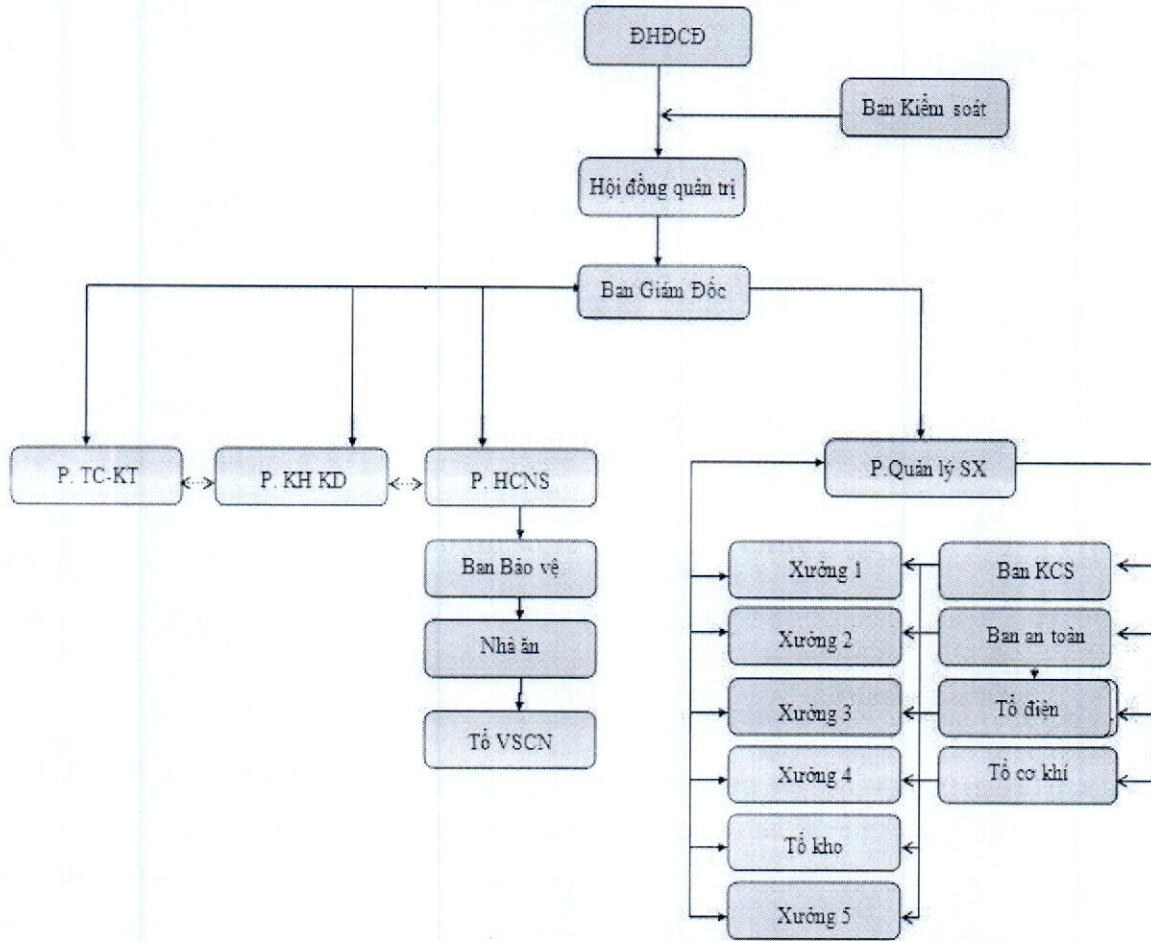 ĐHĐCĐ
Ban Kiểm soát
Hội đồng quản trị
Ban Giám Đốc
P. TC-KT
P. KH KD
P. HCNS
P.Quản lý SX
Ban Bảo vệ
Nhà ăn
Tổ VSCN
Xưởng 1
Ban KCS
Xưởng 2
Ban an toàn
Xưởng 3
Tổ điện
Xưởng 4
Tổ cơ khí
Tổ kho
Xưởng 5